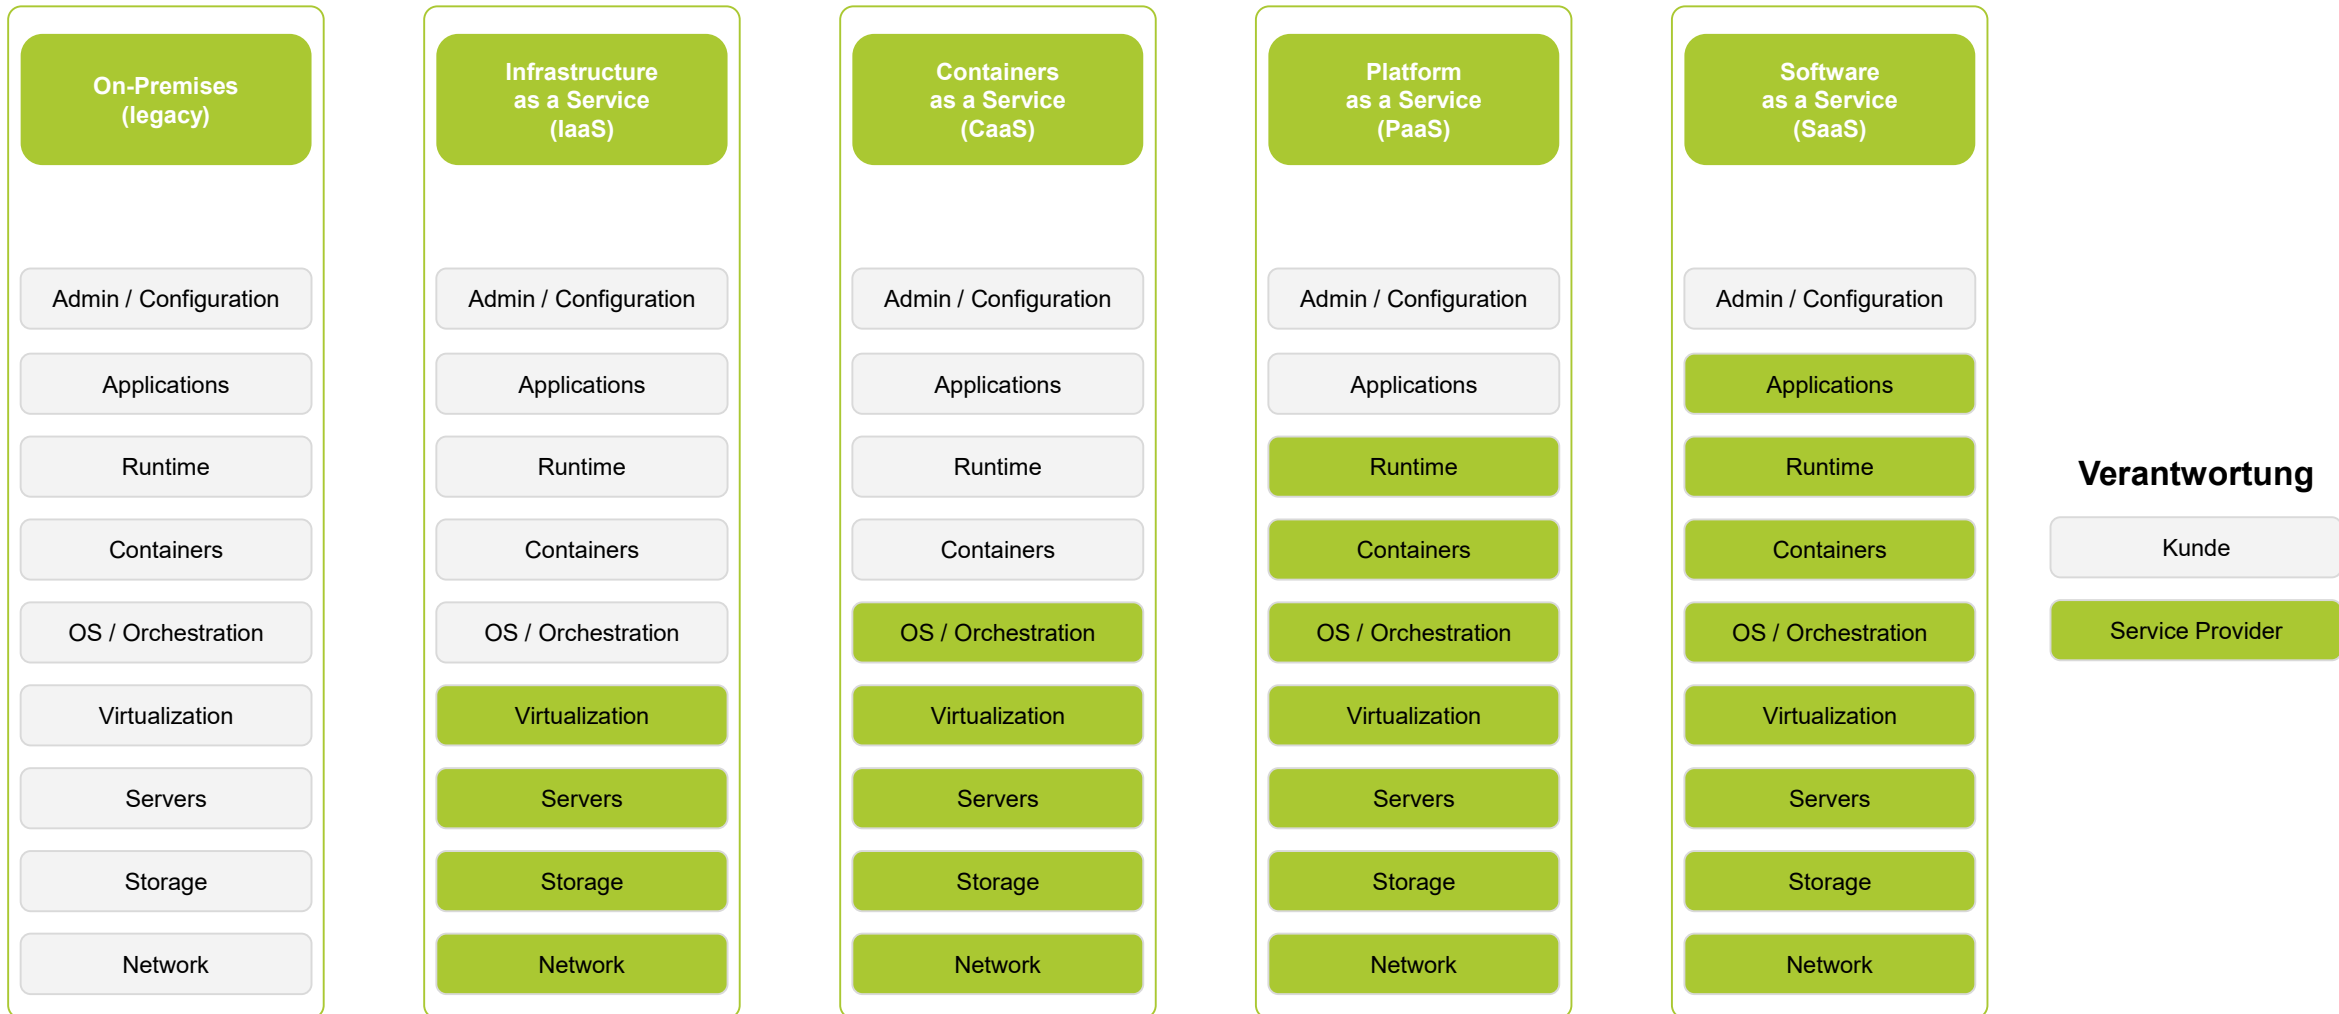 On-Premises
(legacy)
Admin / Configuration
Applications
Runtime
Containers
OS / Orchestration
Virtualization
Servers
Storage
Network
Infrastructure
as a Service
(IaaS)
Admin / Configuration
Applications
Runtime
Containers
OS / Orchestration
Virtualization
Servers
Storage
Network
Containers
as a Service
(CaaS)
Admin / Configuration
Applications
Runtime
Containers
OS / Orchestration
Virtualization
Servers
Storage
Network
Platform
as a Service
(PaaS)
Admin / Configuration
Applications
Runtime
Containers
OS / Orchestration
Virtualization
Servers
Storage
Network
Software
as a Service
(SaaS)
Admin / Configuration
Applications
Runtime
Containers
OS / Orchestration
Virtualization
Servers
Storage
Network
Verantwortung
Kunde
Service Provider